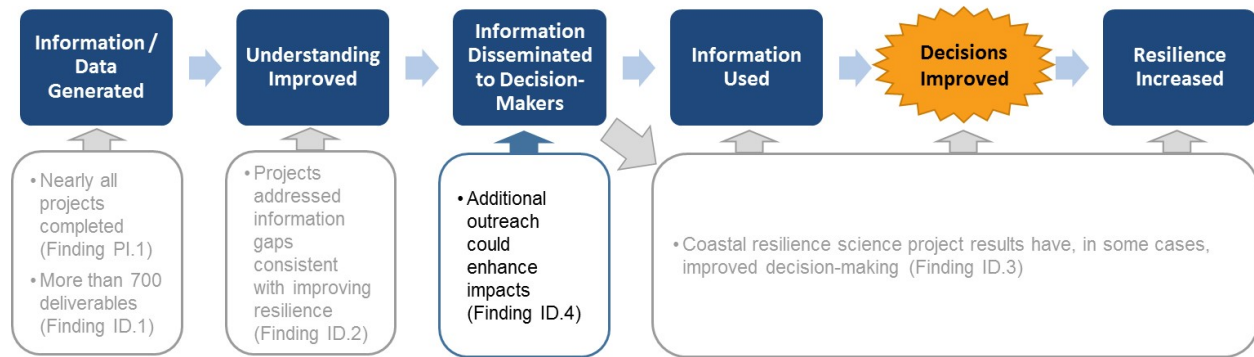 Information /
Data
Generated
Understanding
Improved
Information
Disseminated
to Decision-
Makers
Information
Used
Decisions
Improved
Resilience
Increased
• Nearly all
projects
completed
(Finding PI.1)
• More than 700
deliverables
(Finding ID.1)
• Projects
addressed
information
gaps
consistent
with improving
resilience
(Finding ID.2)
• Additional
outreach
could
enhance
impacts
(Finding ID.4)
• Coastal resilience science project results have, in some cases,
improved decision-making (Finding ID.3)